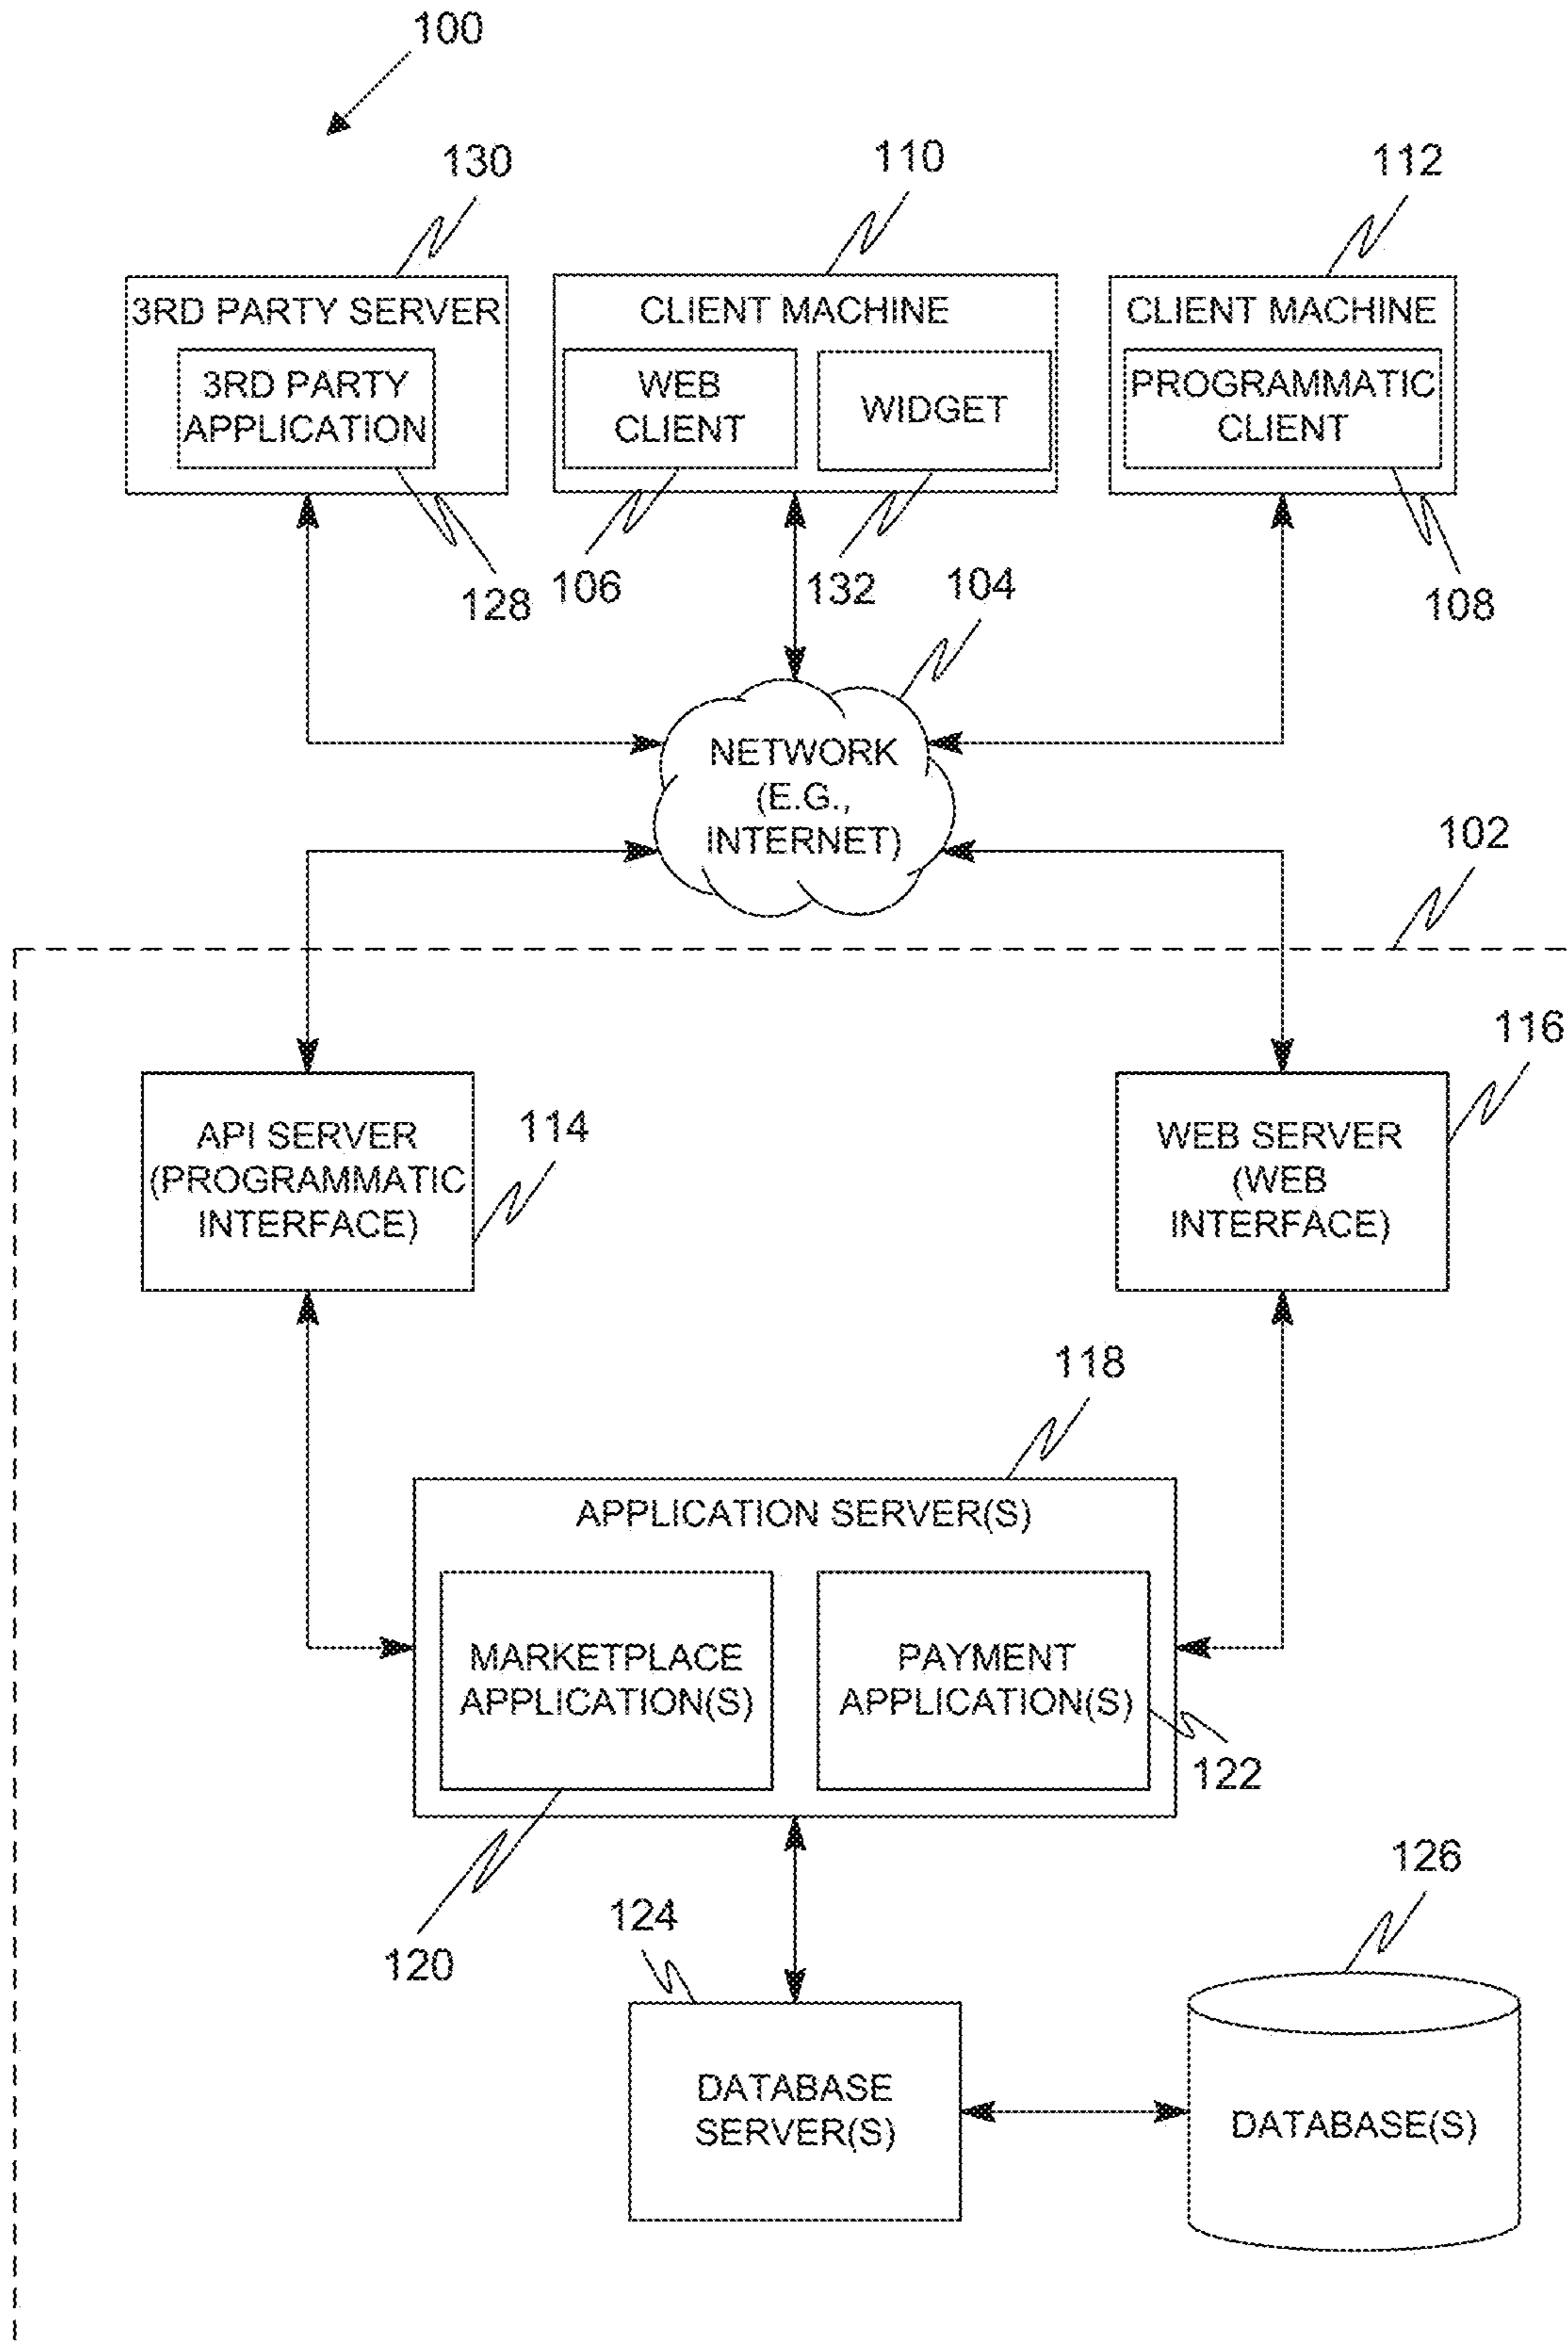 100
130
110
112
3RD PARTY SERVER
3RD PARTY
APPLICATION
CLIENT MACHINE
WEB
CLIENT
WIDGET
CLIENT MACHINE
PROGRAMMATIC
CLIENT
128
106
132
104
108
NETWORK
(E.G.,
INTERNET)
102
116
API SERVER
(PROGRAMMATIC
INTERFACE)
114
WEB SERVER
(WEB
INTERFACE)
118
APPLICATION SERVER(S)
MARKETPLACE
APPLICATION(S)
PAYMENT
APPLICATION(S)
122
120
124
126
DATABASE
SERVER(S)
DATABASE(S)